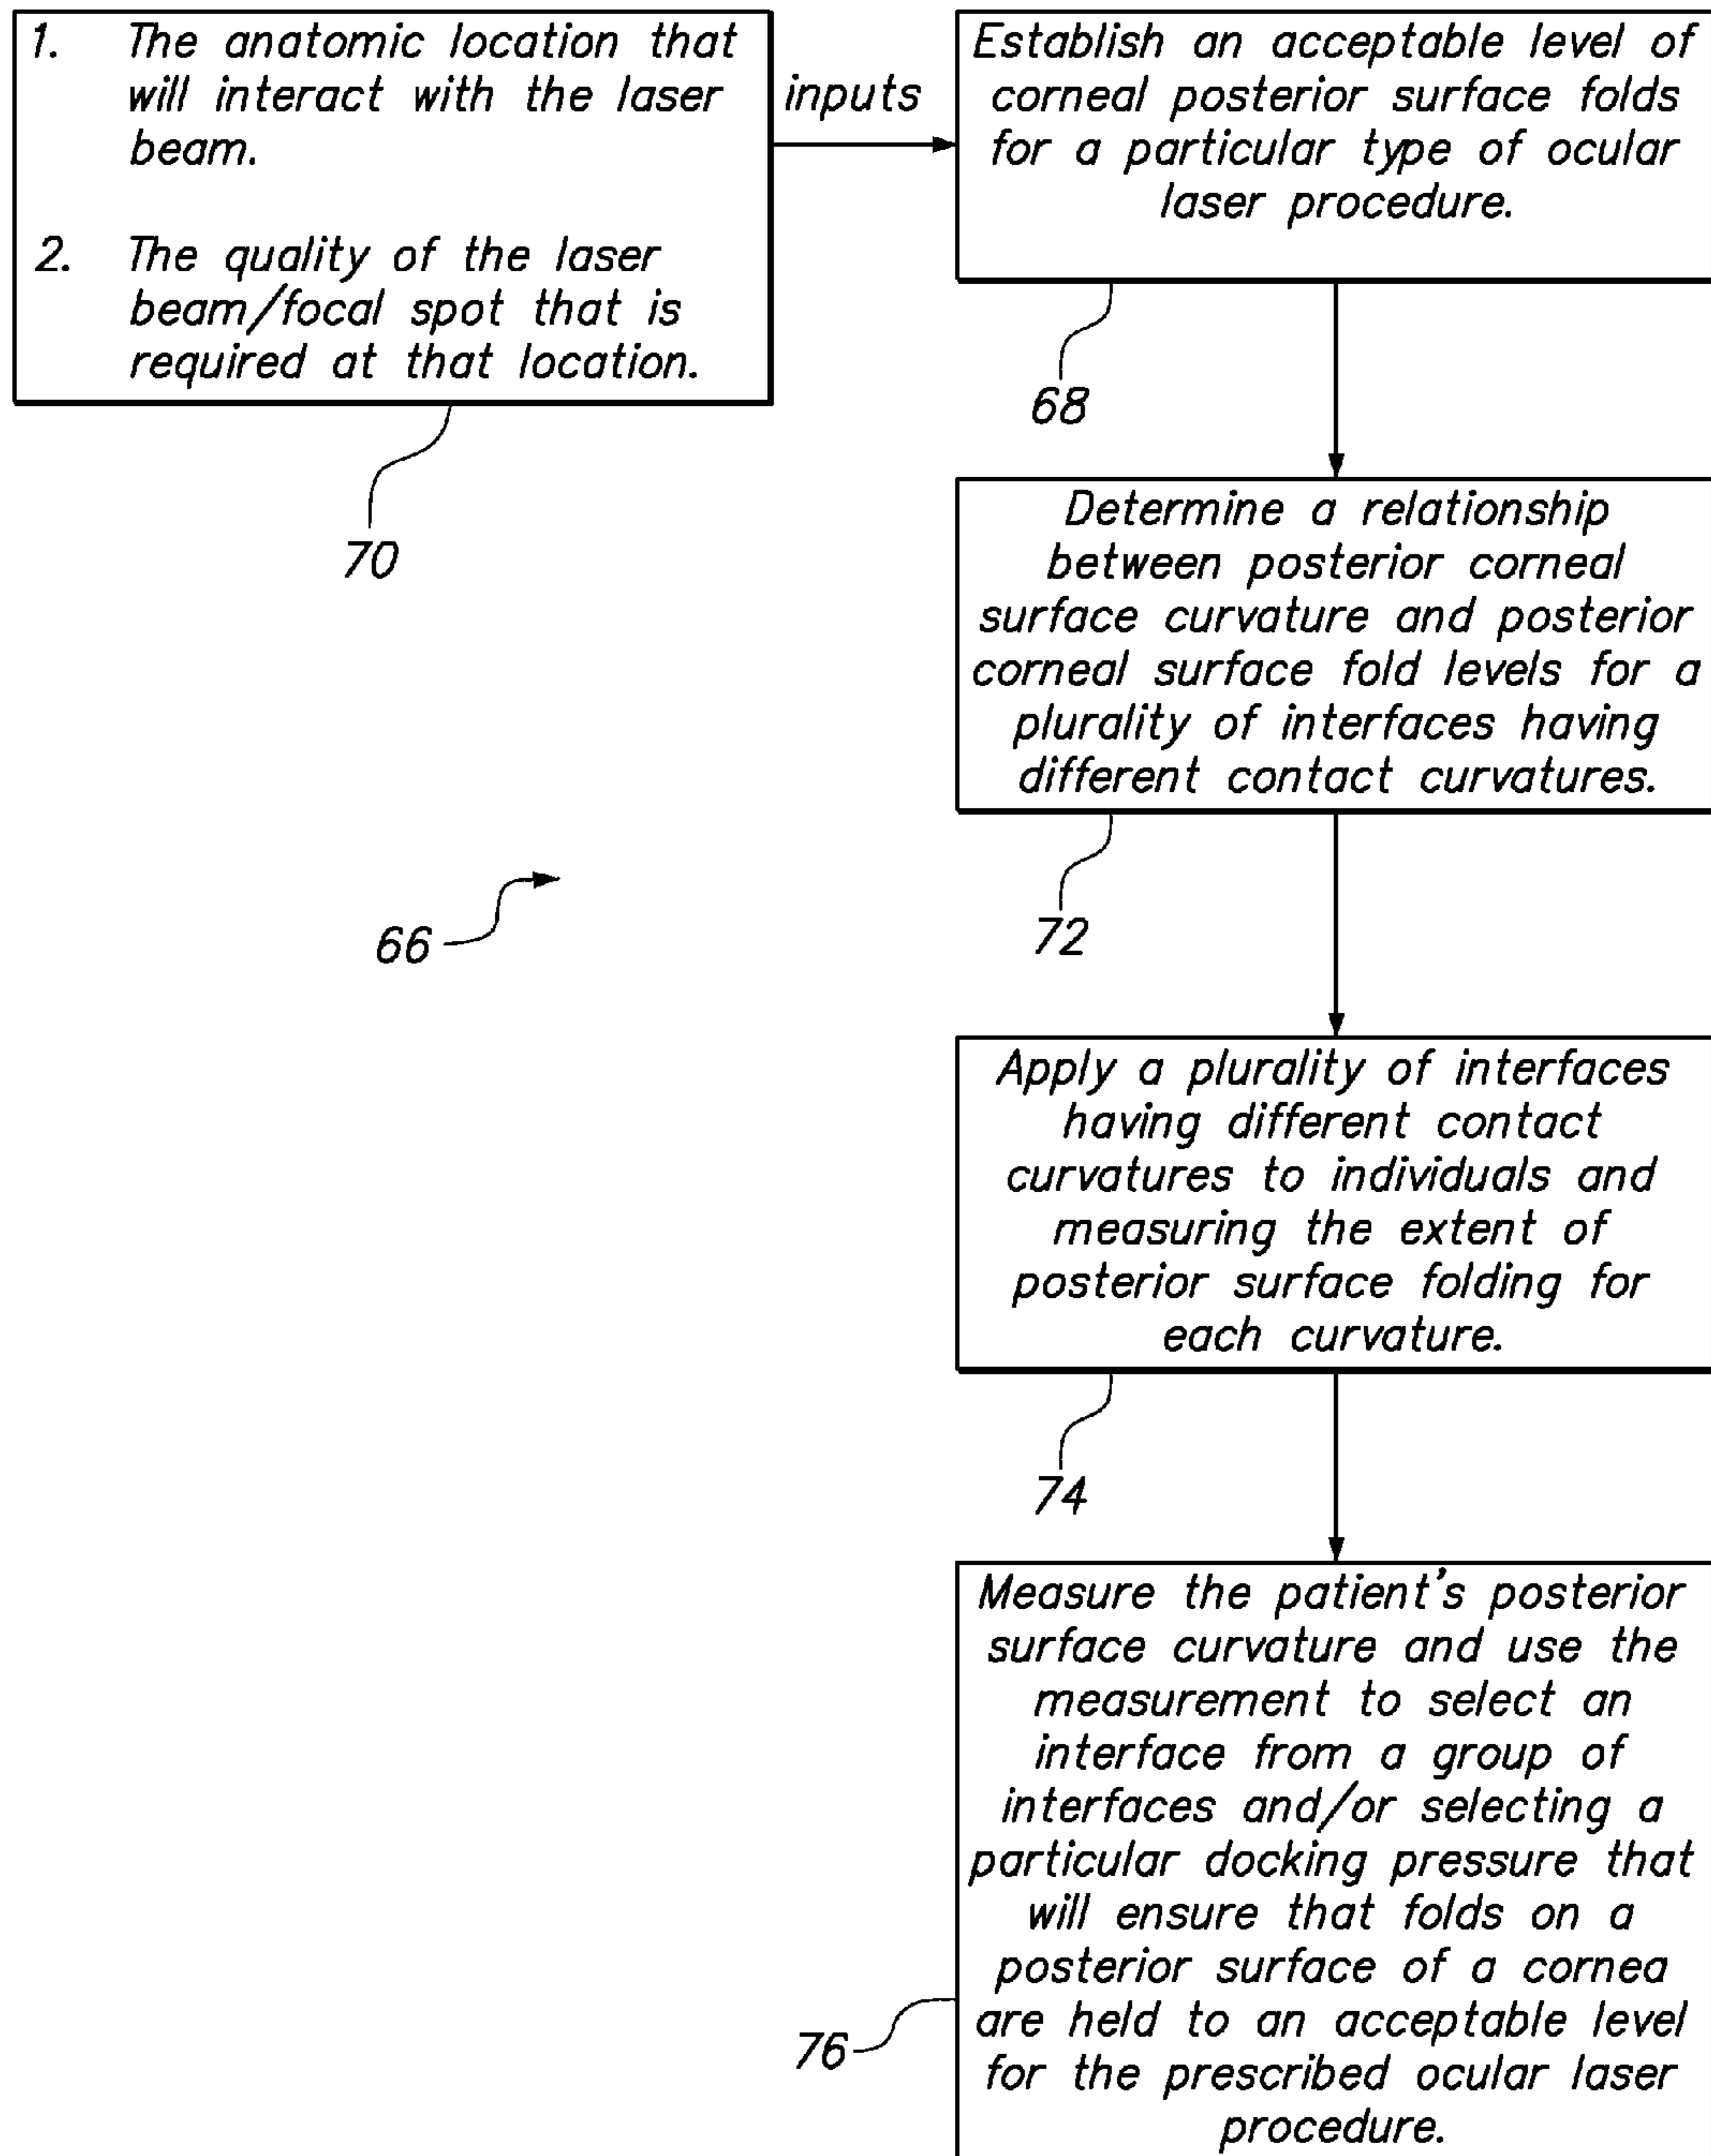 1. The anatomic location that
will interact with the laser
beam.
2. The quality of the laser
beam/focal spot that is
required at that location.
70
inputs
Establish an acceptable level of
corneal posterior surface folds
for a particular type of ocular
laser procedure.
68
Determine a relationship
between posterior corneal
surface curvature and posterior
corneal surface fold levels for a
plurality of interfaces having
different contact curvatures.
72
66
Apply a plurality of interfaces
having different contact
curvatures to individuals and
measuring the extent of
posterior surface folding for
each curvature.
74
Measure the patient's posterior
surface curvature and use the
measurement to select an
interface from a group of
interfaces and/or selecting a
particular docking pressure that
will ensure that folds on a
posterior surface of a cornea
are held to an acceptable level
for the prescribed ocular laser
procedure.
76